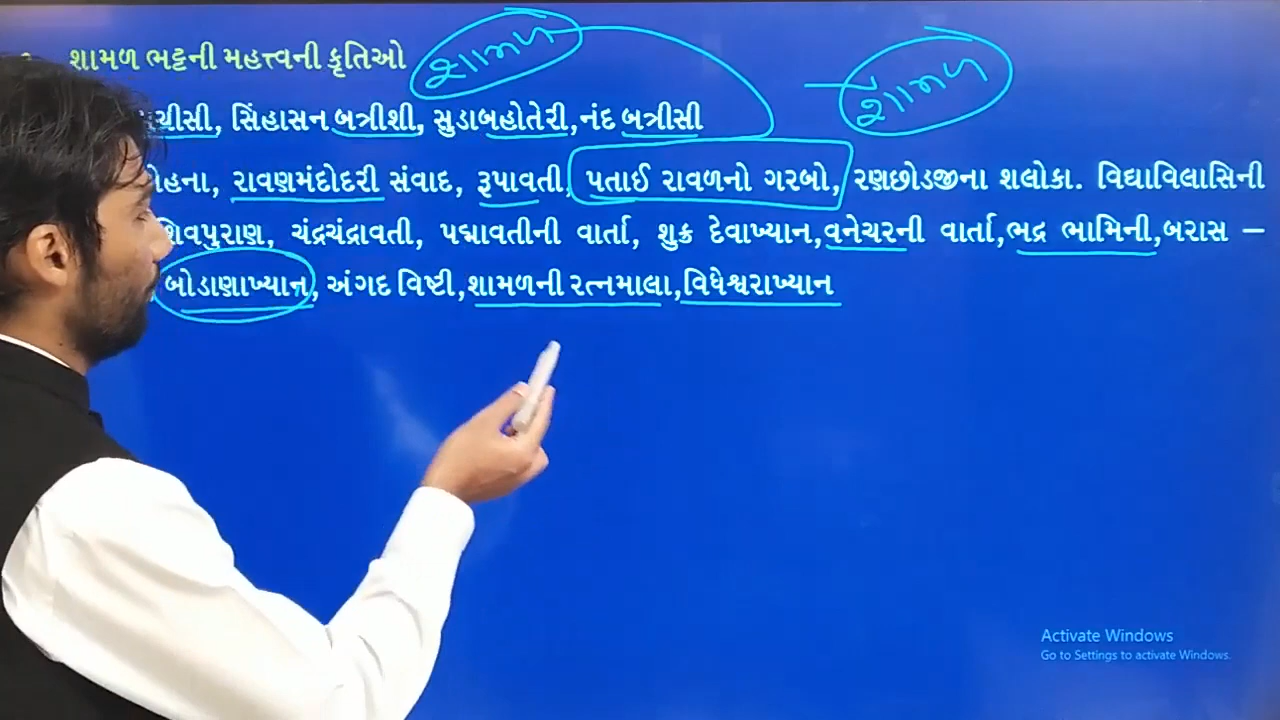 શામળ ભટ્ટની મહત્ત્વની કૃતિઓ
શામળ
શામળ
ચીસી, સિંહાસન બત્રીશી, સુડાબહોતેરી,નંદ બત્રીસી
હના, રાવણમંદોદરી સંવાદ, રૂપાવતી, પતાઈ રાવળનો ગરબો, રણછોડજીના શલોકા. વિદ્યાવિલાસિની
શિવપુરાણ, ચંદ્રચંદ્રાવતી, પદ્માવતીની વાર્તા, શુક્ર દેવાખ્યાન,વનેચરની વાર્તા,ભદ્ર ભામિની,બરાસ –
બોડાણાખ્યાન, અંગદ વિષ્ટી,શામળની રત્નમાલા,વિધેશ્વરાખ્યાન
Activate Windows
Go to Settings to activate Windows.